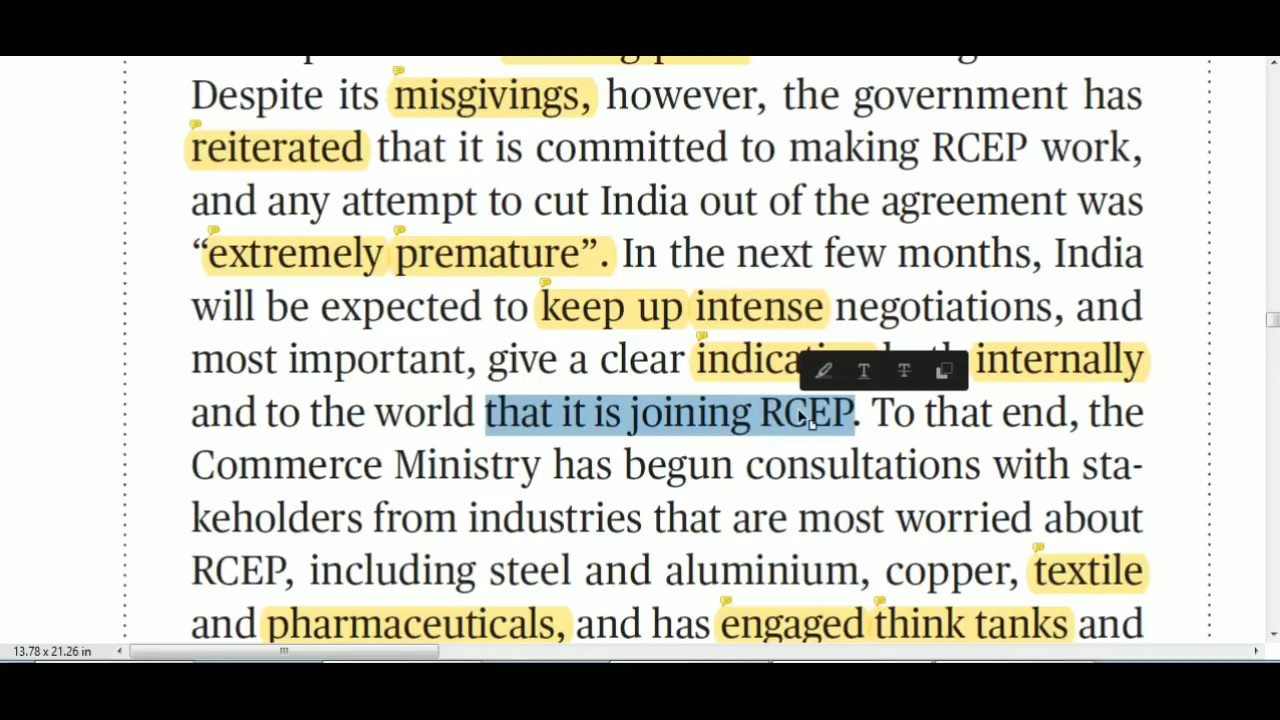 Despite its misgivings, however, the government has
reiterated that it is committed to making RCEP work,
and any attempt to cut India out of the agreement was
“extremely premature”. In the next few months, India
will be expected to keep up intense negotiations, and
most important, give a clear internally
and to the world that it is joining RCEP. To that end, the
Commerce Ministry has begun consultations with sta-
keholders from industries that are most worried about
RCEP, including steel and aluminium, copper, textile
and pharmaceuticals, and has engaged think tanks and
13.78 x 21.26 in